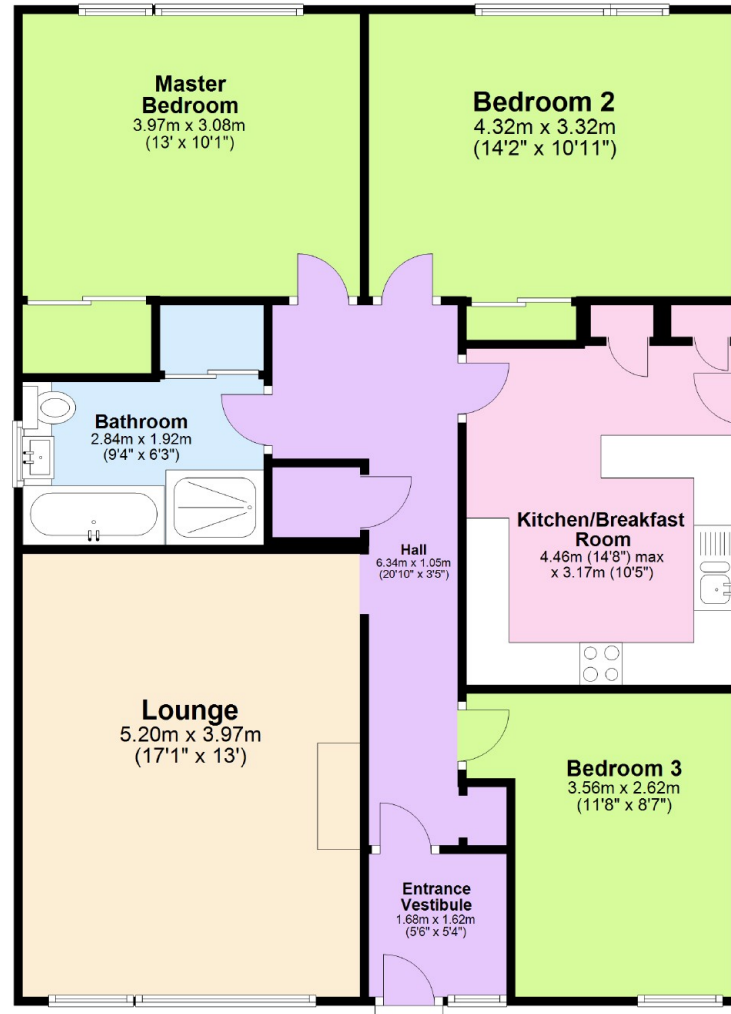 Master
Bedroom
3.97m x 3.08m
(13' x 10'1")
Bedroom 2
4.32m x 3.32m
(14'2" x 10'11")
Bathroom
2.84m x 1.92m
(9'4" x 6'3")
Hall
6.34m x 1.05m
(20'10" x 3'5")
Kitchen/Breakfast
Room
4.46m (14'8") max
x 3.17m (10'5")
Lounge
5.20m x 3.97m
(17'1" x 13')
Bedroom 3
3.56m x 2.62m
(11'8" x 8'7")
Entrance
Vestibule
1.68m x 1.62m
(5'6" x 5'4")